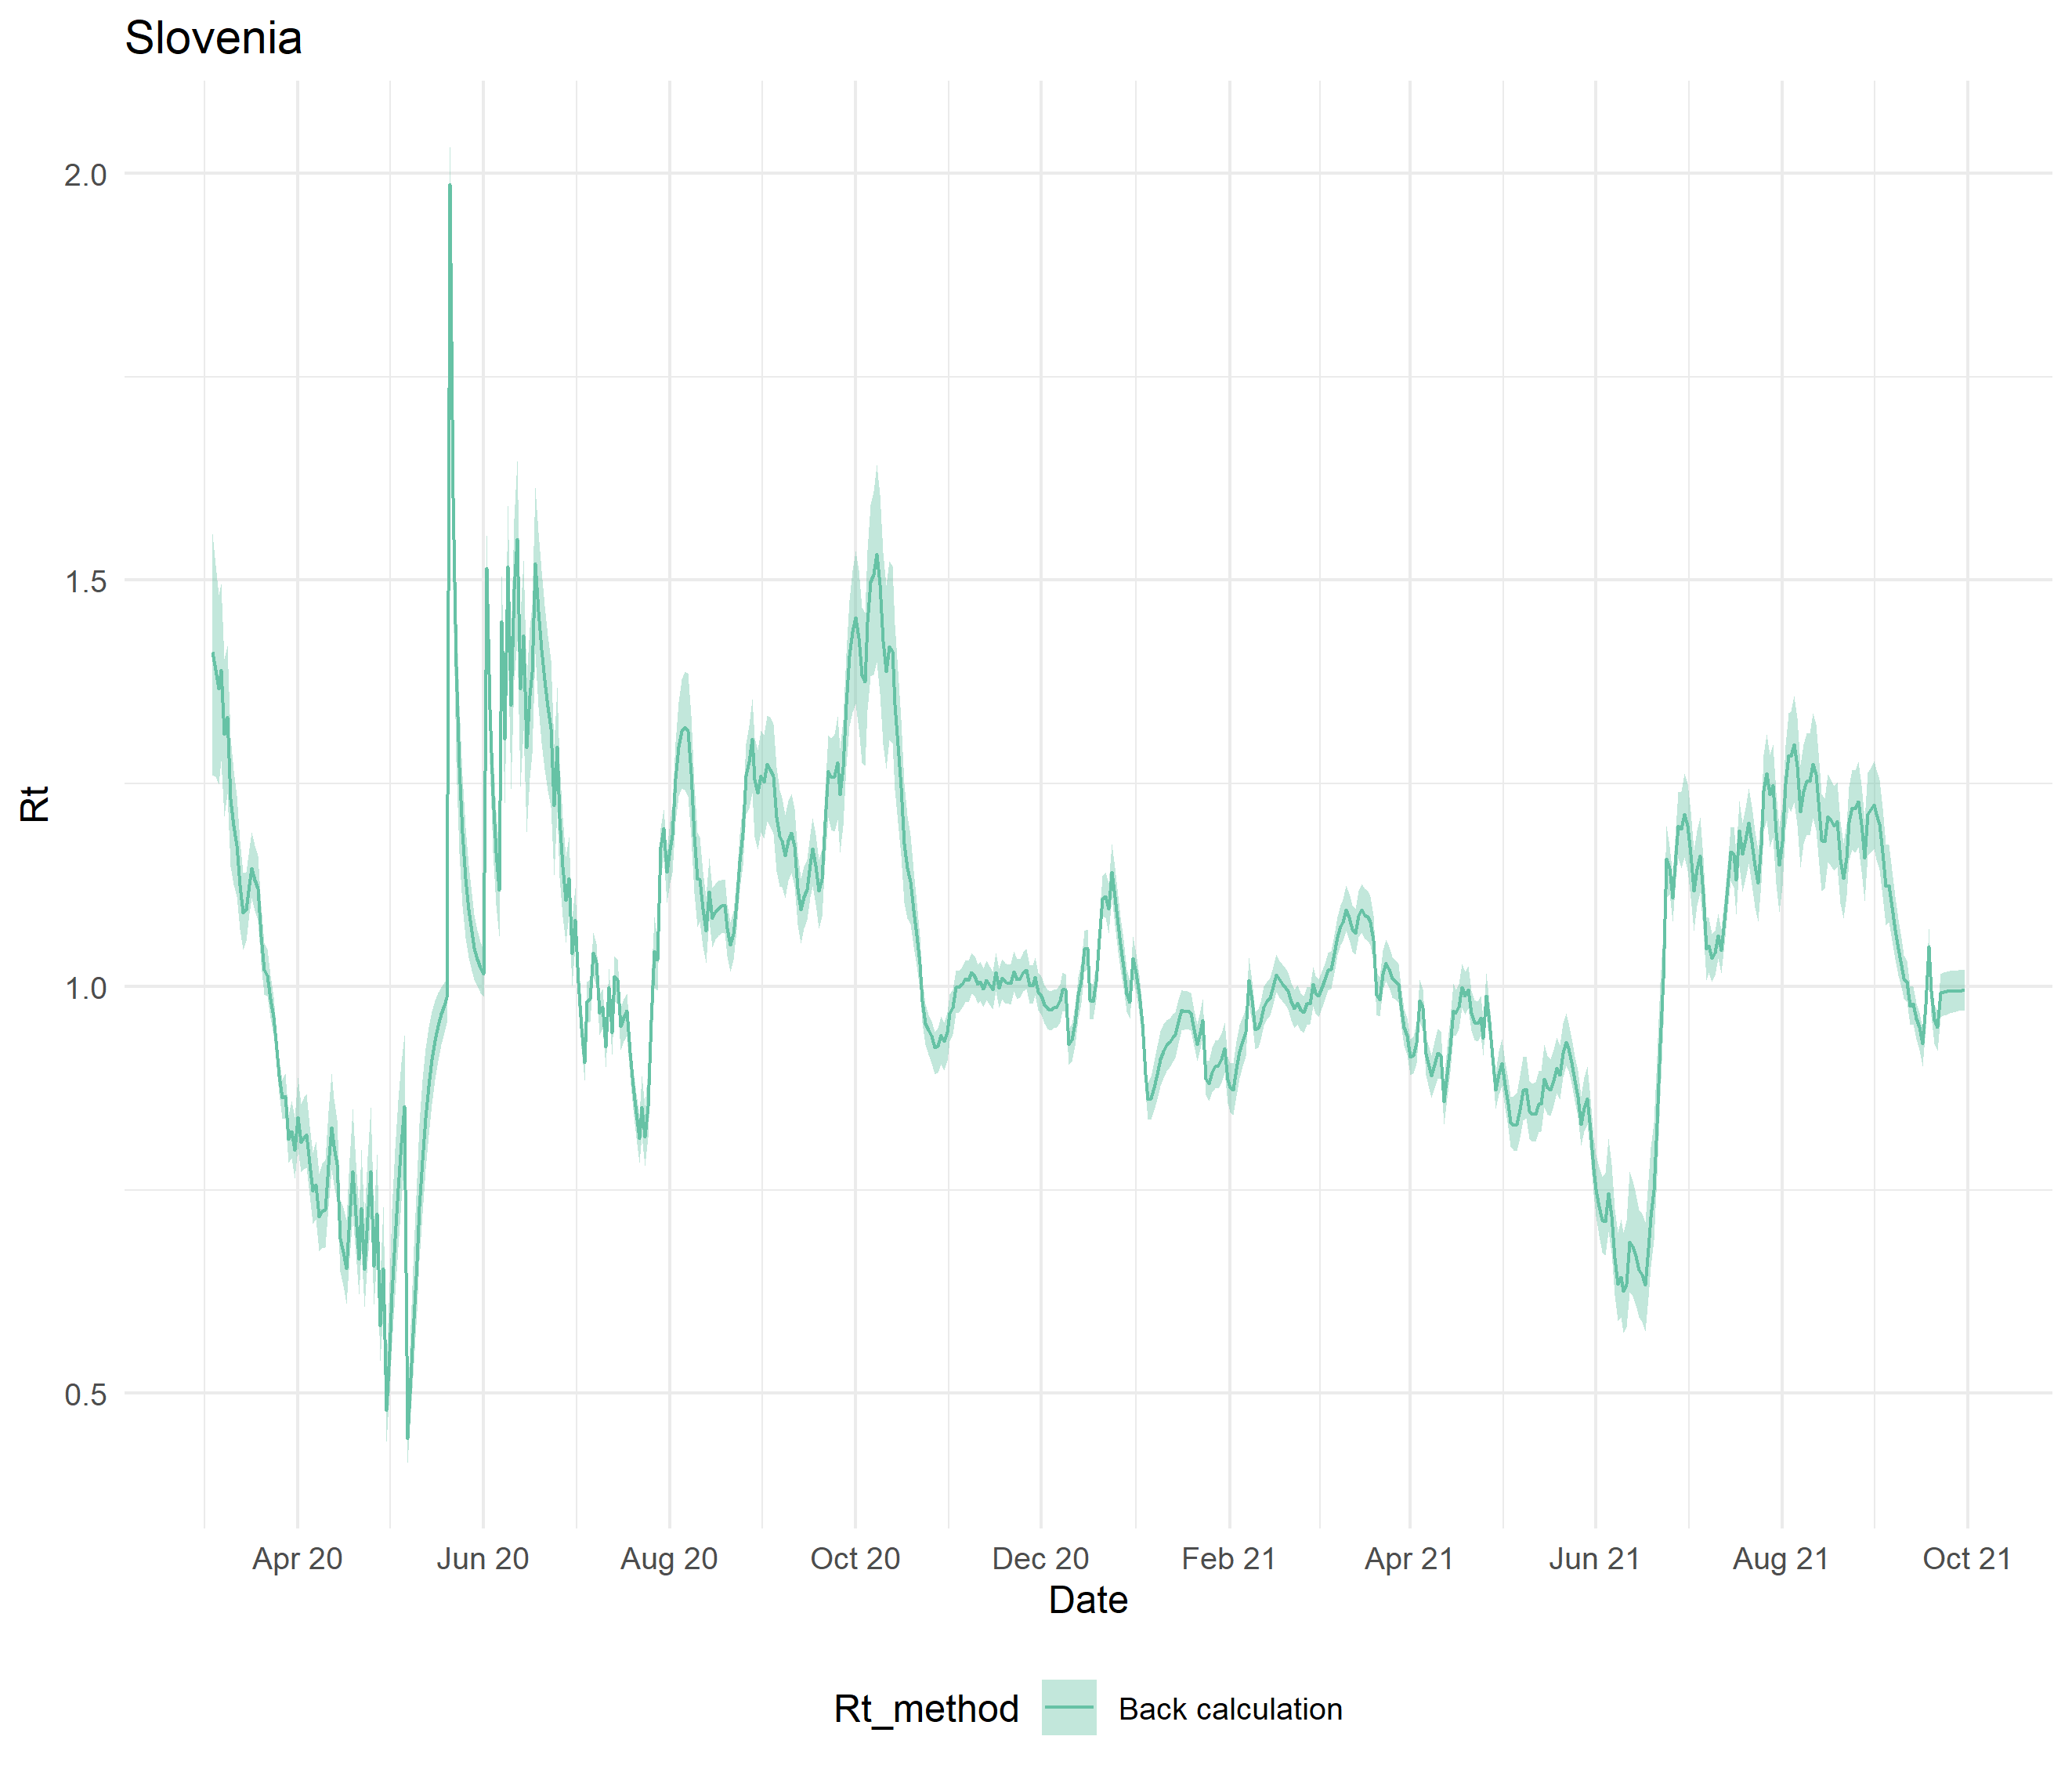 Slovenia
2.0
1.5
1.0
0.5
Rt
Apr 20 Jun 20 Aug 20 Oct 20 Dec 20 Feb 21 Apr 21 Jun 21 Aug 21 Oct 21
Date
Rt_method Back calculation